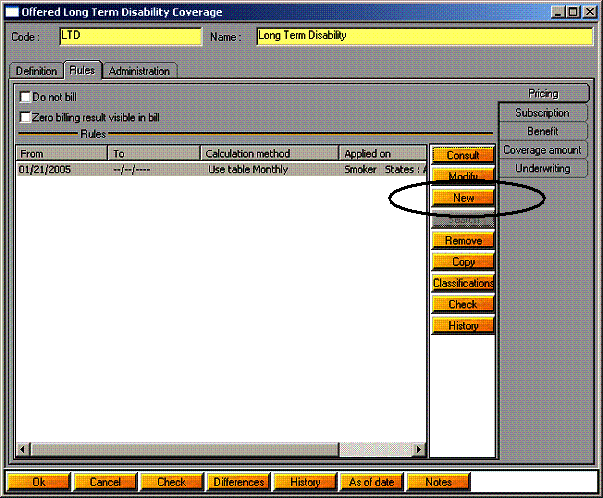 Offered Long Term Disability Coverage
Code : LTD Name : Long Term Disability
Definition Rules Administration
Do not bill
Zero billing result visible in bill
Rules
From To Calculation method Applied on
01/21/2005 --/--/---- Use table Monthly Smoker States : A
Consult
Modify
New
Remove
Copy
Classifications
Check
History
Pricing
Subscription
Benefit
Coverage amount
Underwriting
Ok Cancel Check Differences History As of date Notes